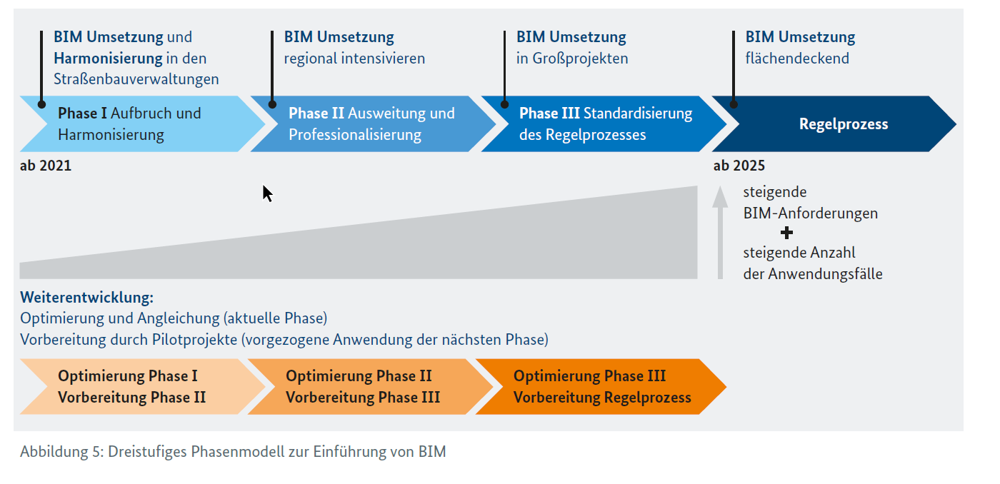 BIM Umsetzung und
Harmonisierung in den
Straßenbauverwaltungen
BIM Umsetzung
regional intensivieren
BIM Umsetzung
in Großprojekten
BIM Umsetzung
flächendeckend
Phase I Aufbruch und
Harmonisierung
Phase II Ausweitung und
Professionalisierung
Phase III Standardisierung
des Regelprozesses
Regelprozess
ab 2021
ab 2025
steigende
BIM-Anforderungen
+
steigende Anzahl
der Anwendungsfälle
Weiterentwicklung:
Optimierung und Angleichung (aktuelle Phase)
Vorbereitung durch Pilotprojekte (vorgezogene Anwendung der nächsten Phase)
Optimierung Phase I
Vorbereitung Phase II
Optimierung Phase II
Vorbereitung Phase III
Optimierung Phase III
Vorbereitung Regelprozess
Abbildung 5: Dreistufiges Phasenmodell zur Einführung von BIM